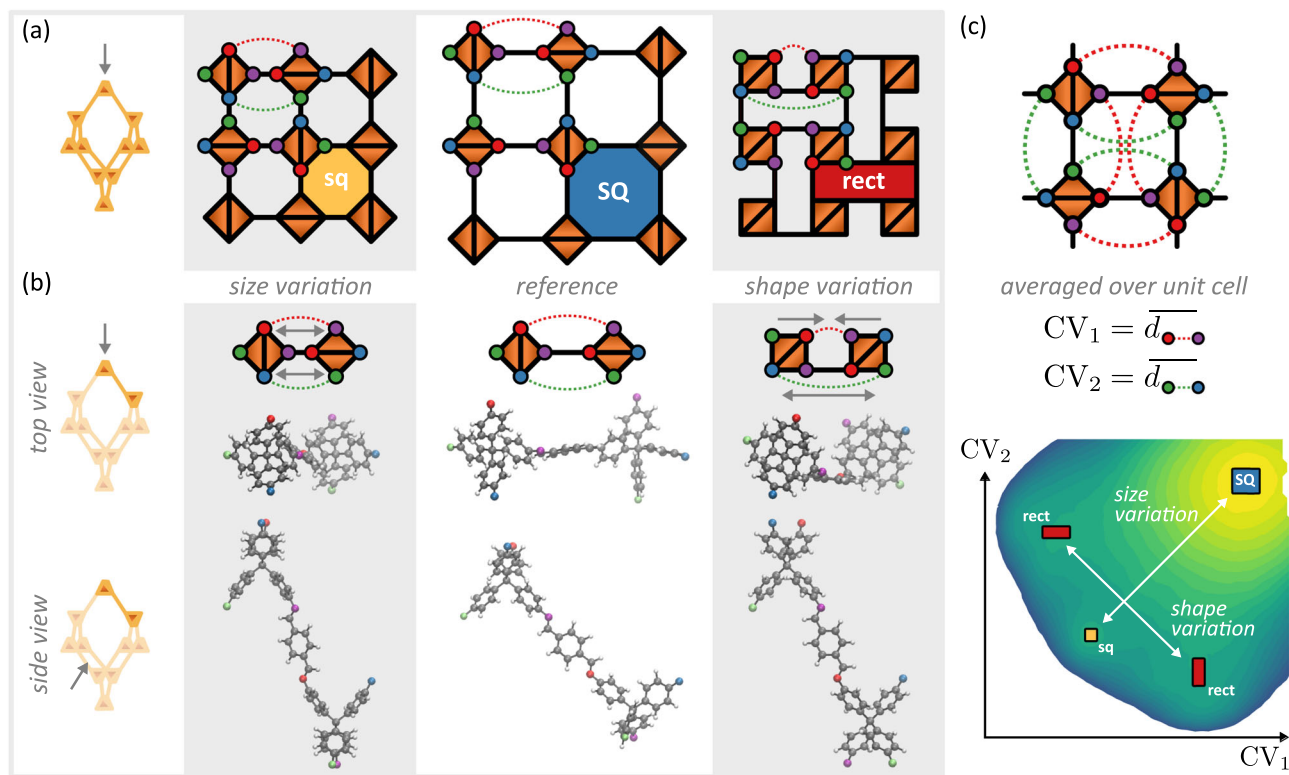 (a)
sq
SQ
rect
(c)
(b)
size variation
reference
shape variation
averaged over unit cell
CV₁ = d
CV₂ = d
top view
side view
CV₂
SQ
size
variation
rect
shape
variation
sq
rect
CV₁